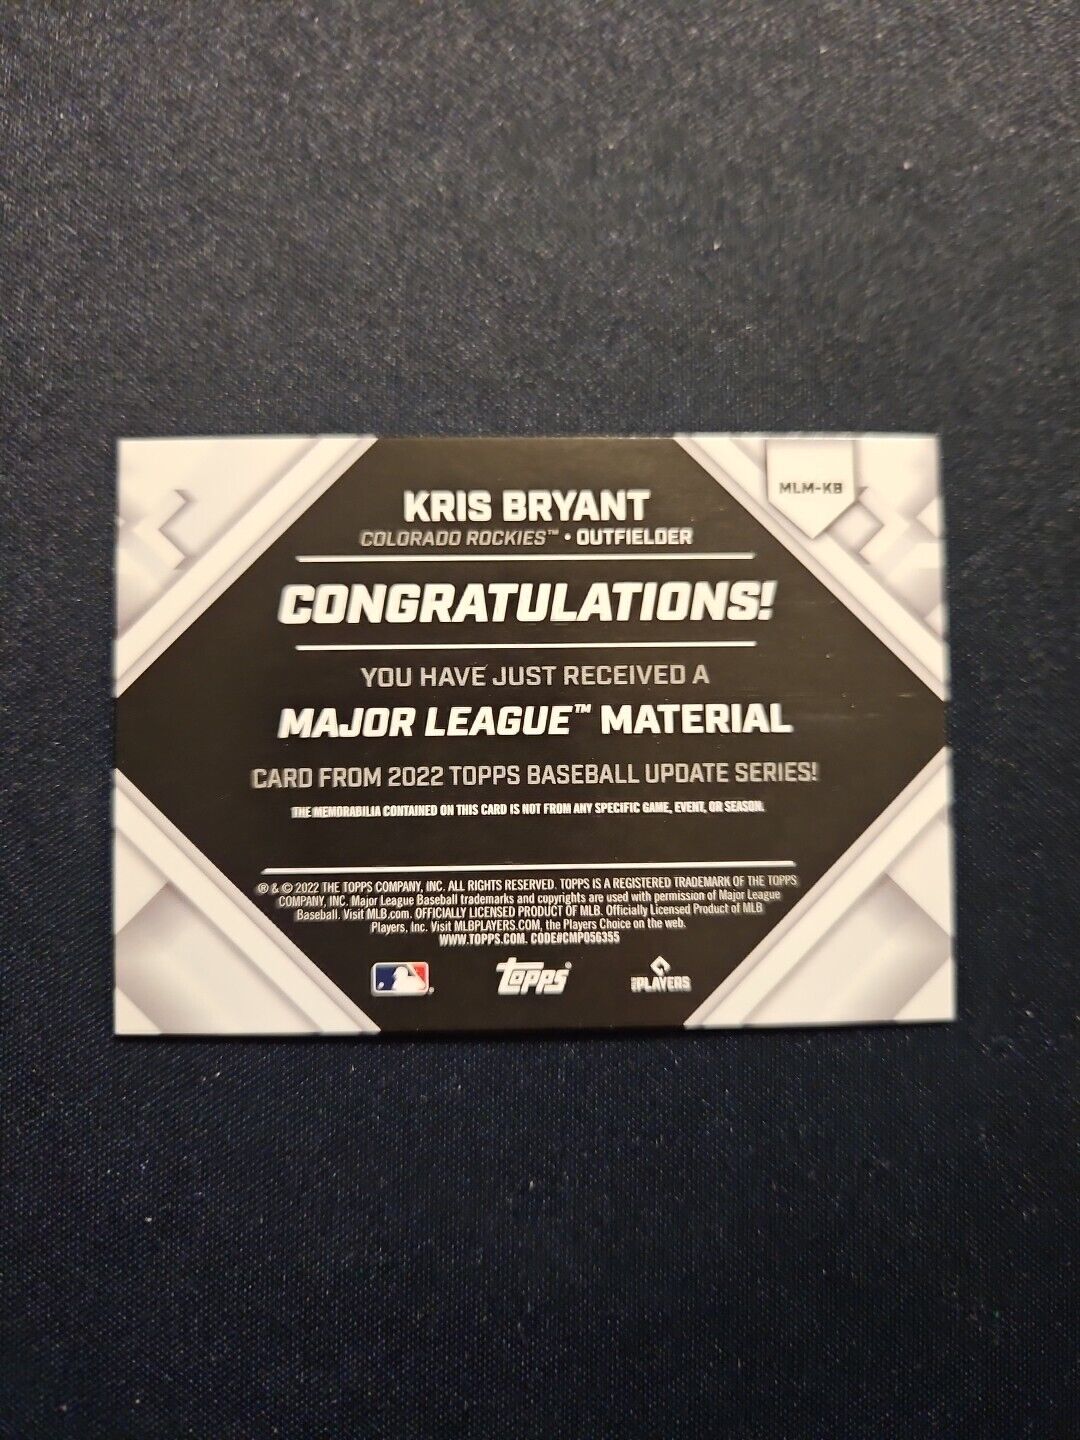 MLM-KB
KRIS BRYANT
COLORADO ROCKIES™ • OUTFIELDER
CONGRATULATIONS!
YOU HAVE JUST RECEIVED A
MAJOR LEAGUE™ MATERIAL
CARD FROM 2022 TOPPS BASEBALL UPDATE SERIES!
THE MEMORABILIA CONTAINED ON THIS CARD IS NOT FROM ANY SPECIFIC GAME, EVENT, OR SEASON.
® & © 2022 THE TOPPS COMPANY, INC. ALL RIGHTS RESERVED. TOPPS IS A REGISTERED TRADEMARK OF THE TOPPS
COMPANY, INC. Major League Baseball trademarks and copyrights are used with permission of Major League
Baseball. Visit MLB.com. OFFICIALLY LICENSED PRODUCT OF MLB. Officially Licensed Product of MLB
Players, Inc. Visit MLBPLAYERS.COM, the Players Choice on the web.
WWW.TOPPS.COM. CODE#CMP056355
topps® PLAYERS